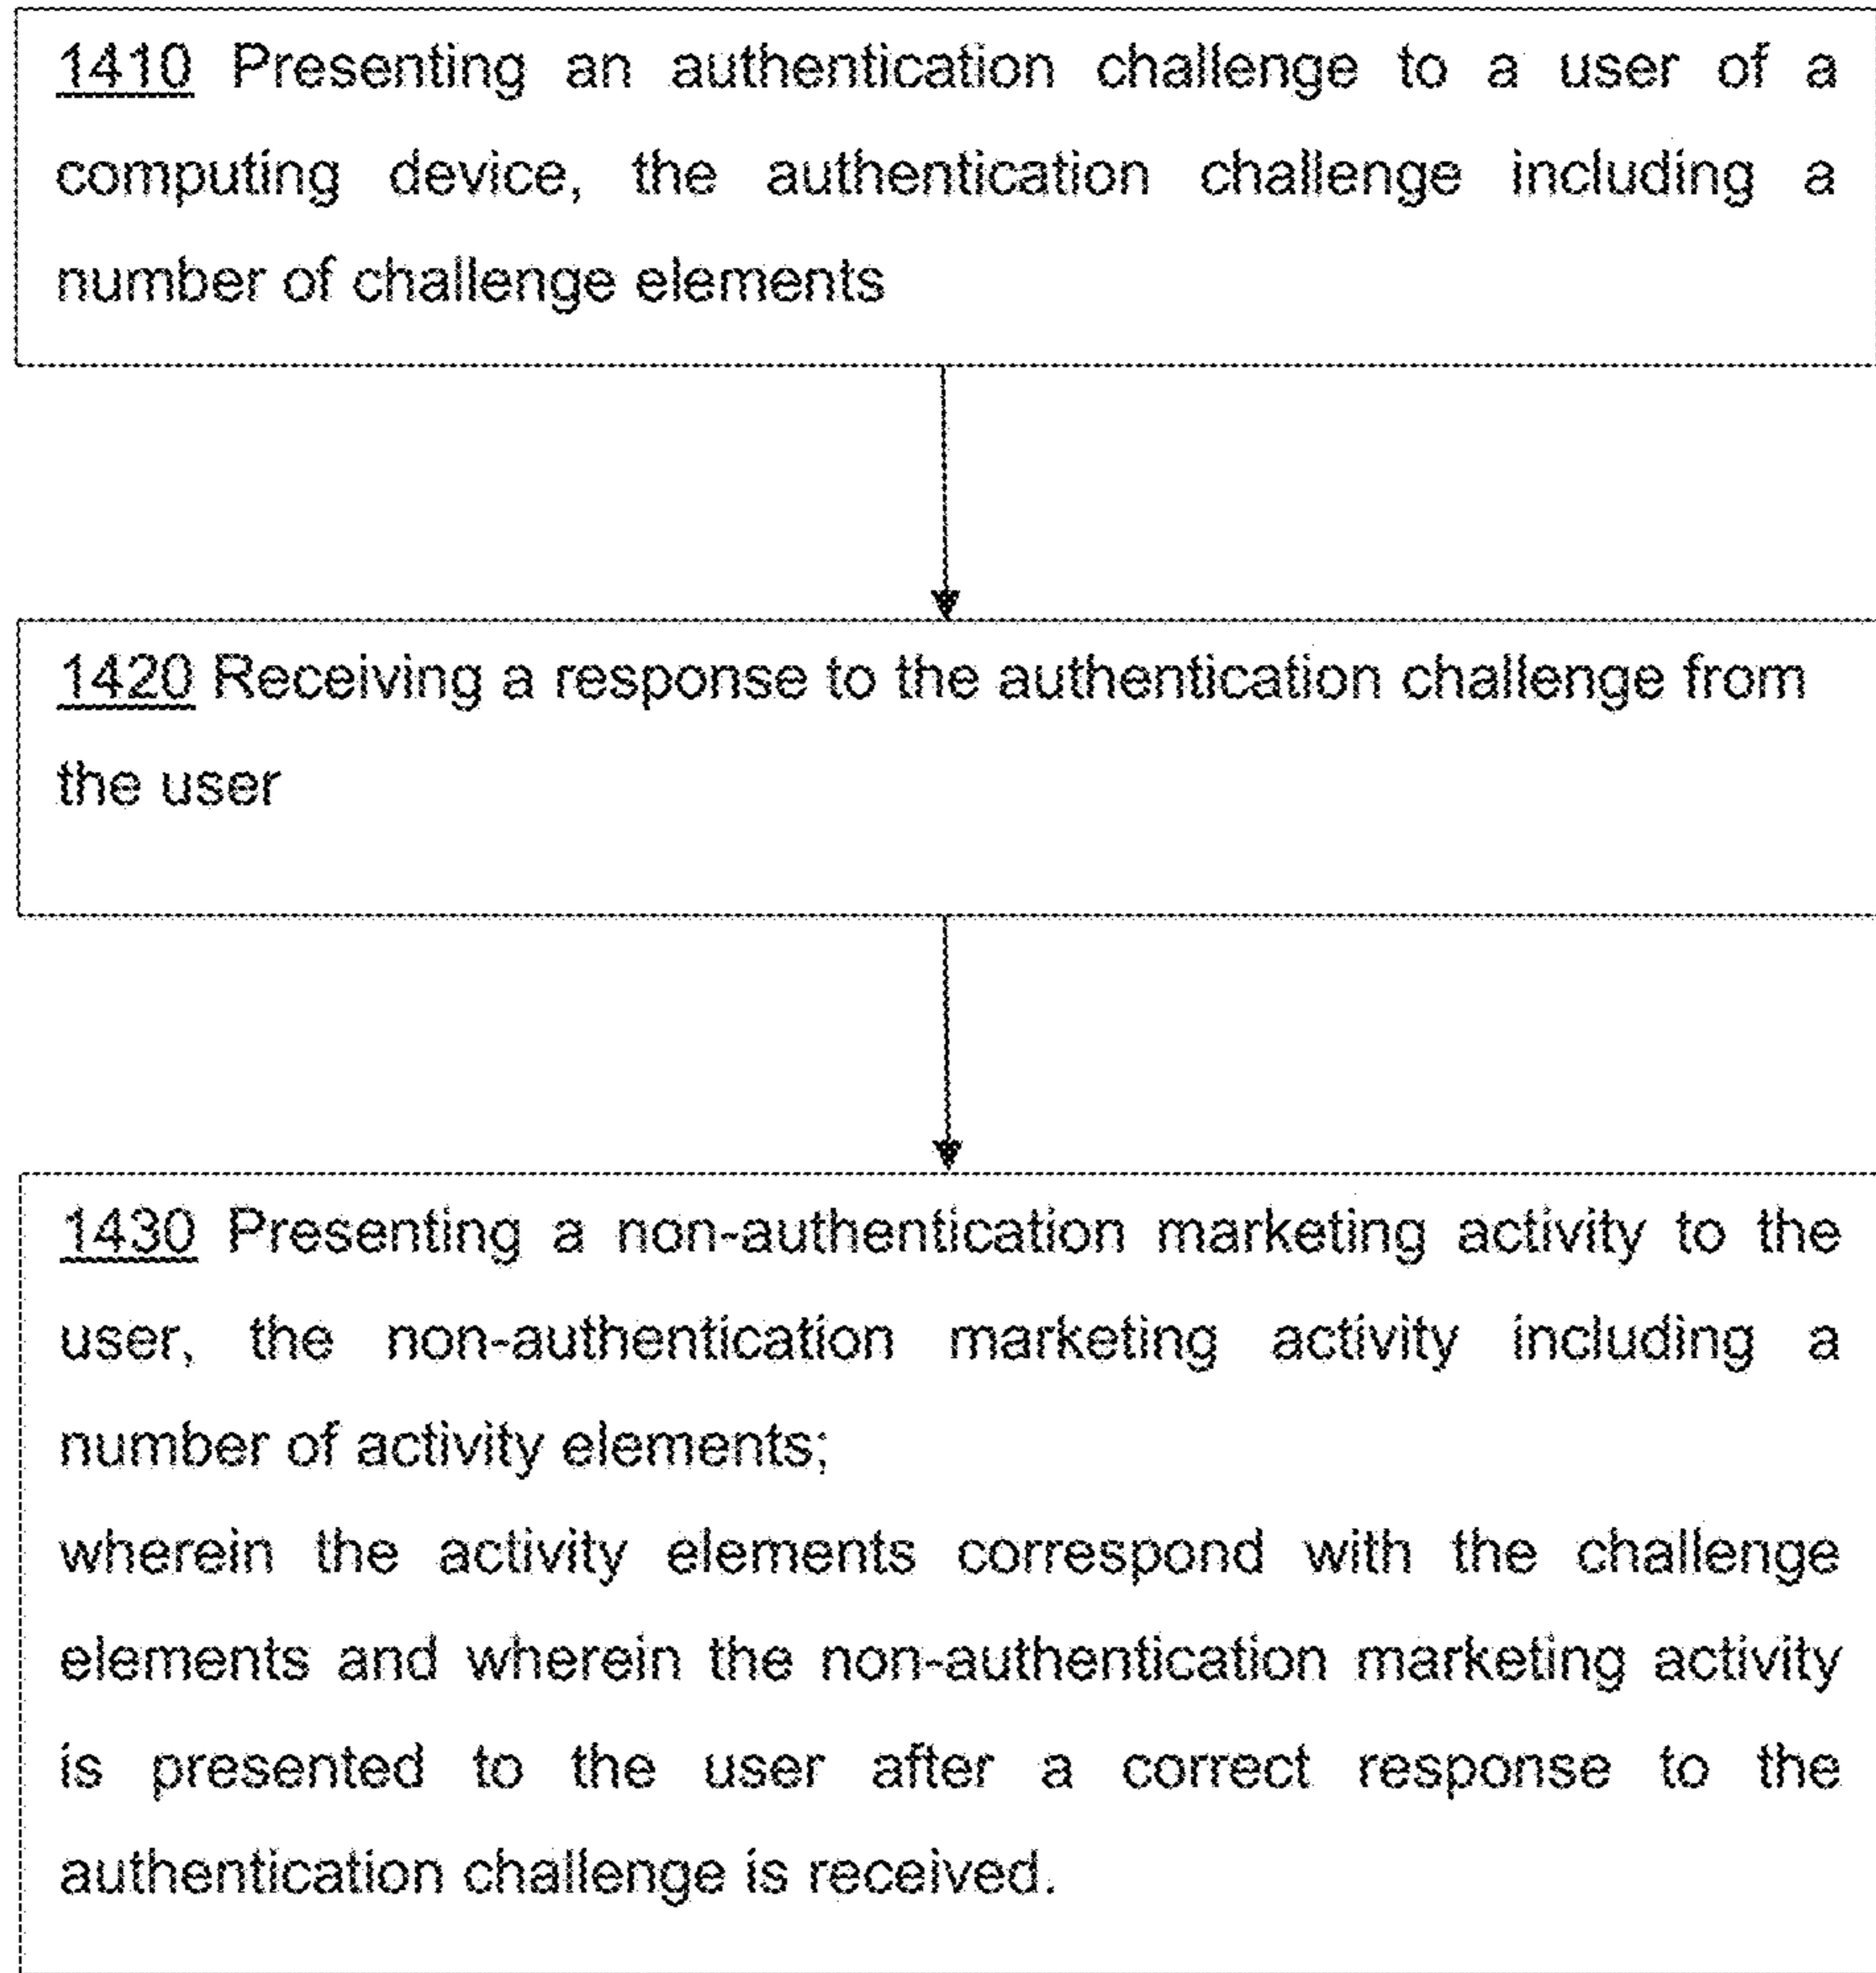 1410 Presenting an authentication challenge to a user of a
computing device, the authentication challenge including a
number of challenge elements
1420 Receiving a response to the authentication challenge from
the user
1430 Presenting a non-authentication marketing activity to the
user, the non-authentication marketing activity including a
number of activity elements;
wherein the activity elements correspond with the challenge
elements and wherein the non-authentication marketing activity
is presented to the user after a correct response to the
authentication challenge is received.